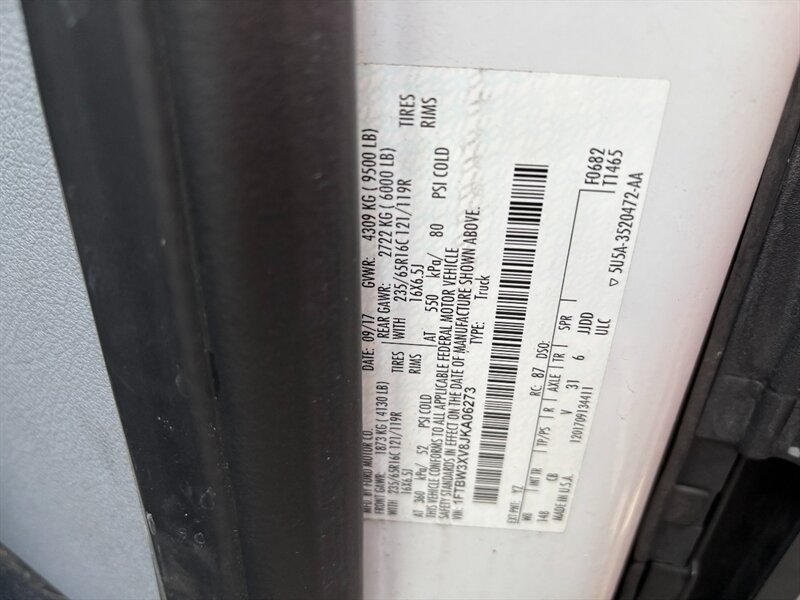 MFD. BY FORD MOTOR CO.
DATE: 09/17 GVWR: 4309 KG ( 9500 LB)
FRONT GAWR: 1873 KG ( 4130 LB) REAR GAWR: 2722 KG ( 6000 LB)
WITH 235/65R16C 121/119R TIRES WITH 235/65R16C 121/119R TIRES
16X6.5J RIMS 16X6.5J RIMS
AT 360 kPa/ 52 PSI COLD AT 550 kPa/ 80 PSI COLD
THIS VEHICLE CONFORMS TO ALL APPLICABLE FEDERAL MOTOR VEHICLE
SAFETY STANDARDS IN EFFECT ON THE DATE OF MANUFACTURE SHOWN ABOVE.
VIN: 1FTBW3XV8JKA06273 TYPE: Truck
EXT PNT: YZ RC: 87 DSO: F0682
WB INT TR TP/PS R AXLE TR SPR T1465
148 CB V 31 6 JJDD
MADE IN U.S.A. 1201709134411 ULC
5U5A-3520472-AA